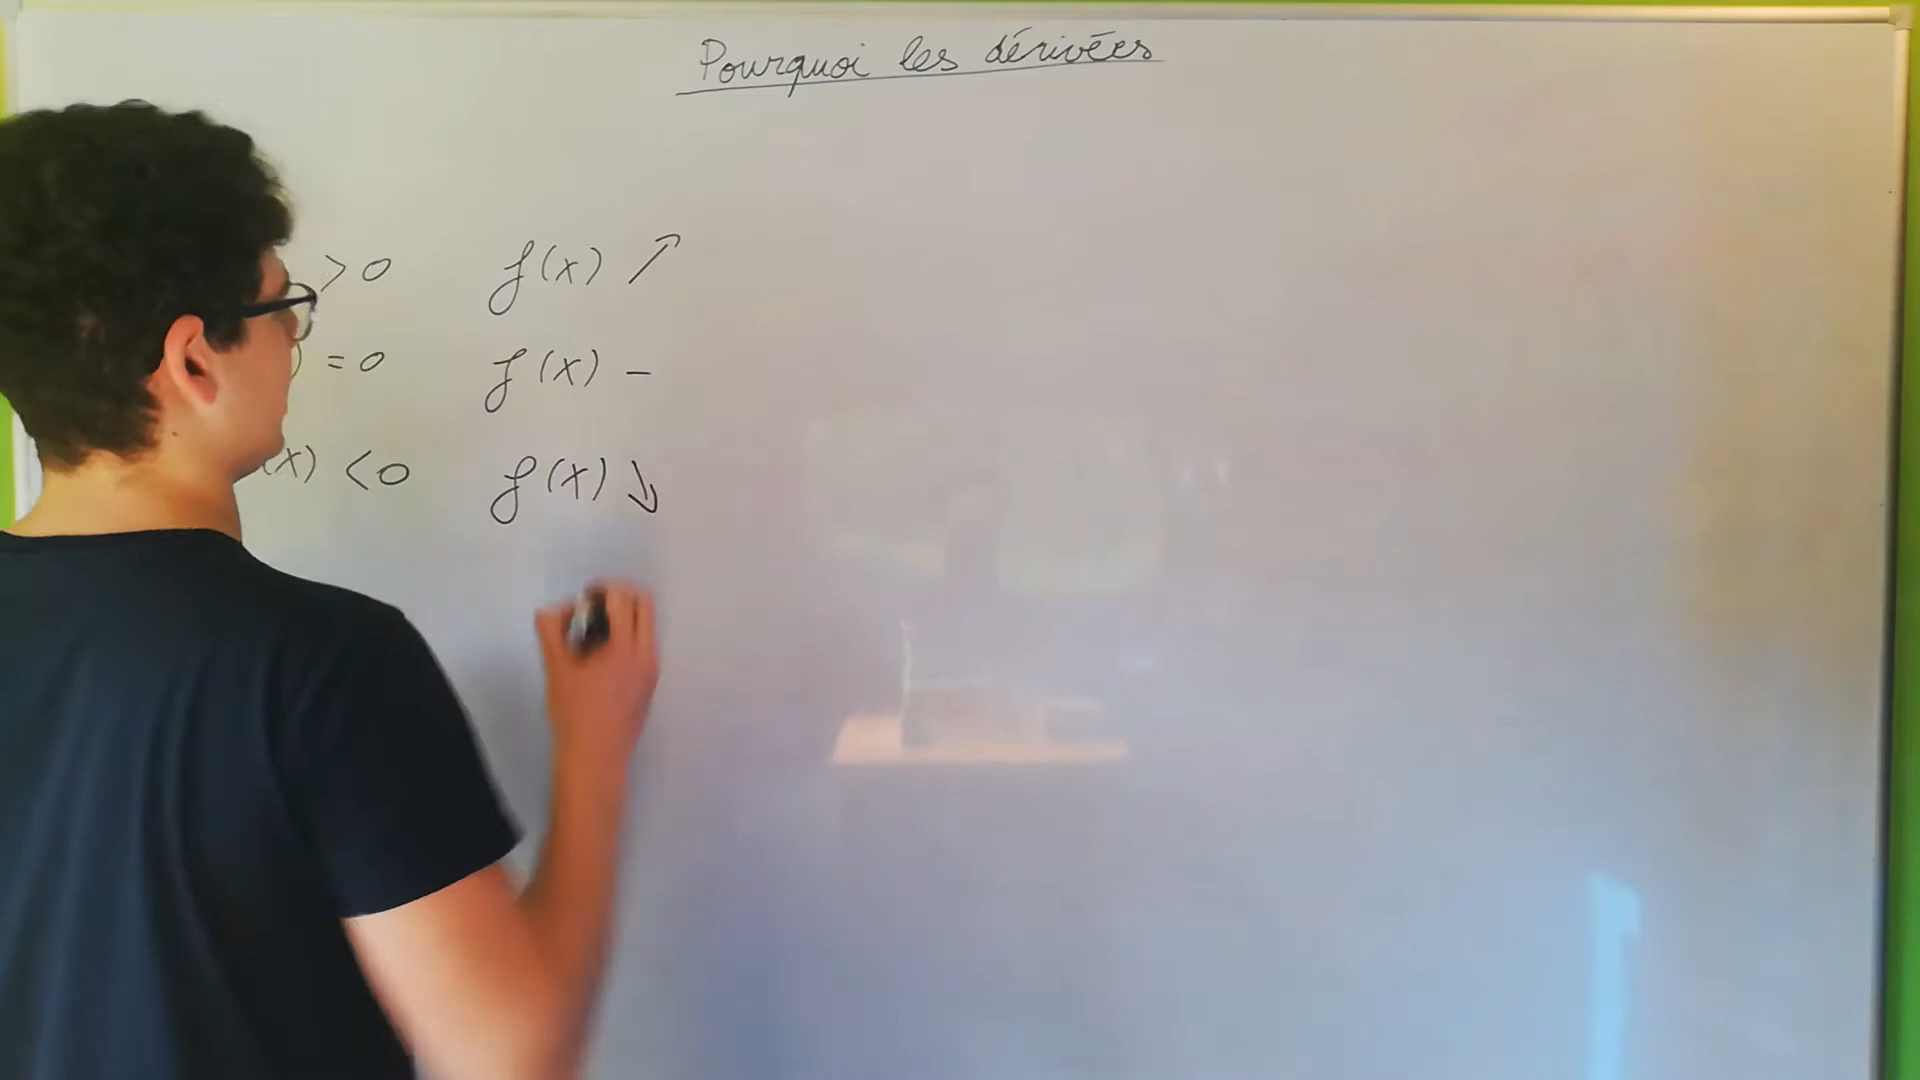 Pourquoi les dérivées
> 0 f(x) ↗
) = 0 f(x) –
(x) < 0 f(x) ↘